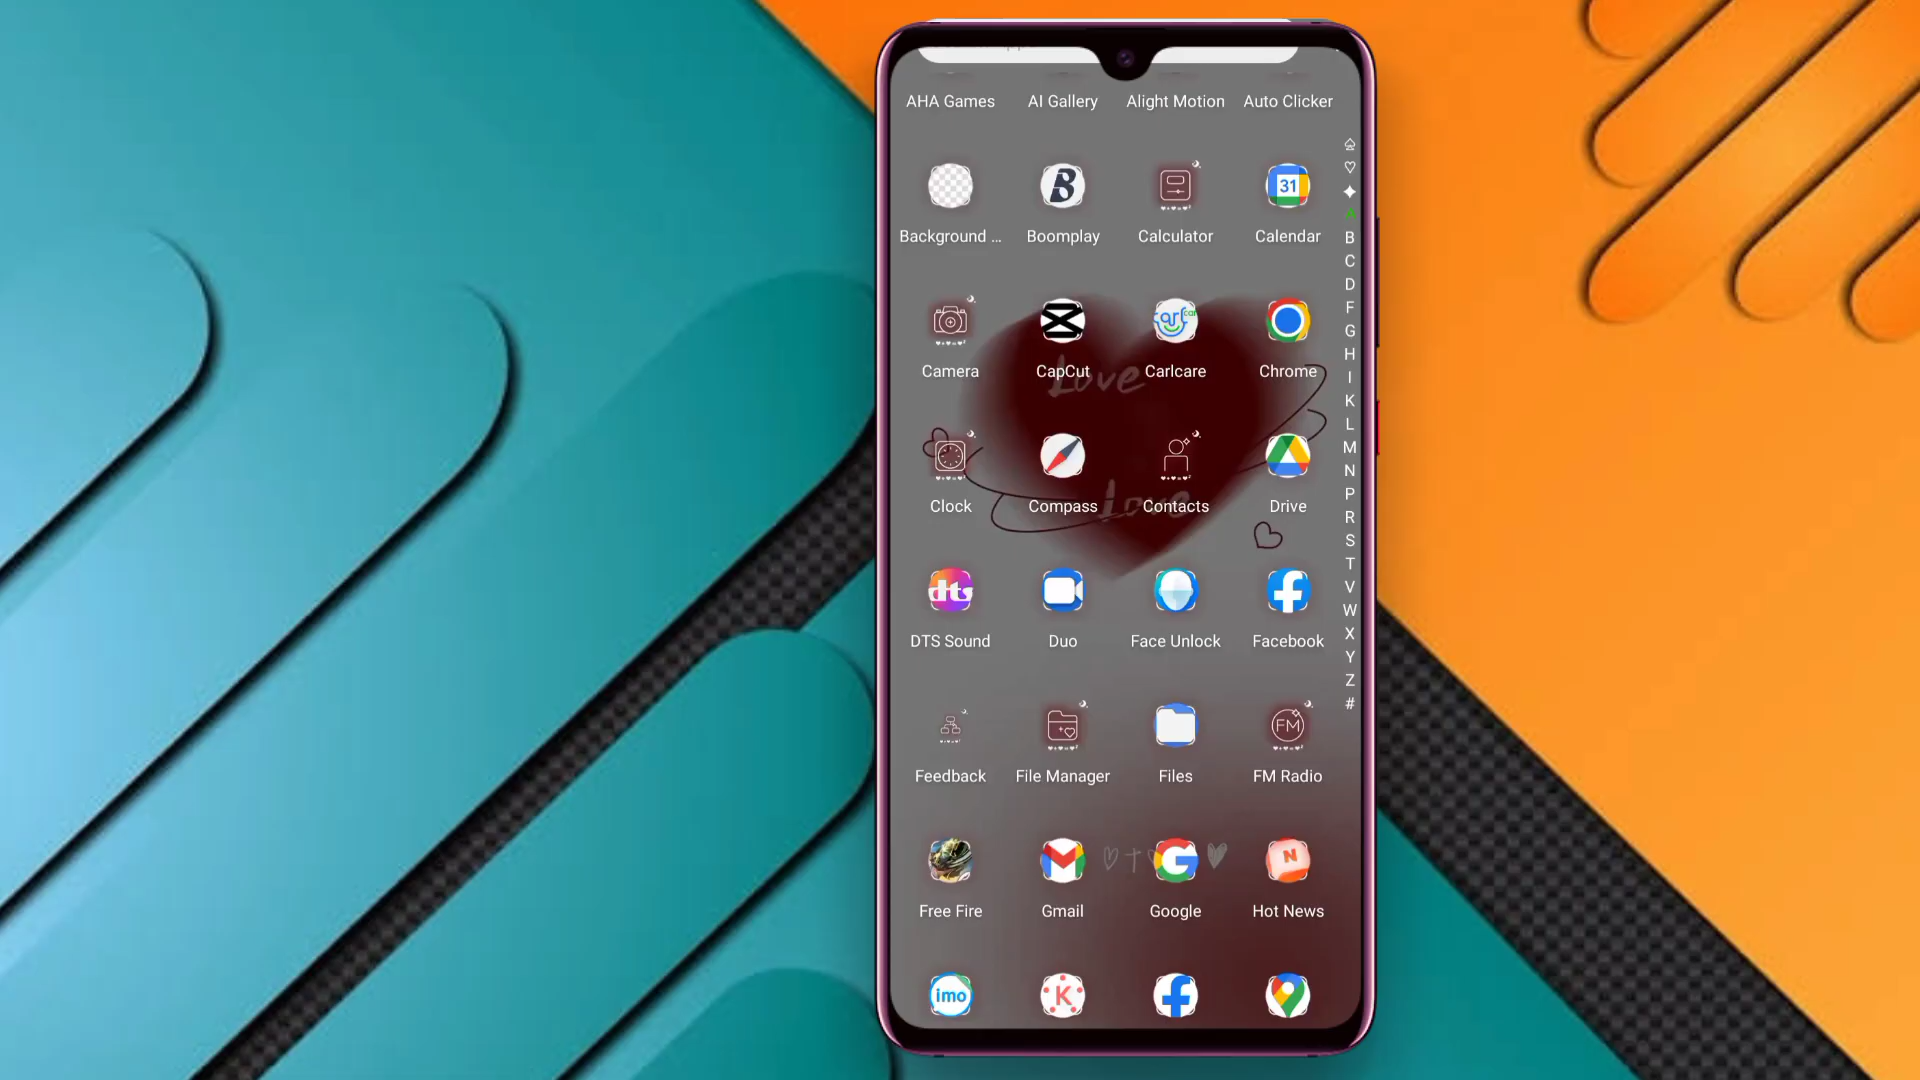 AHA Games AI Gallery Alight Motion Auto Clicker
31
Background ... Boomplay Calculator Calendar
Camera CapCut Carlcare Chrome
Love
Clock Compass Contacts Drive
Love
dts
DTS Sound Duo Face Unlock Facebook
FM
Feedback File Manager Files FM Radio
Free Fire Gmail Google Hot News
imo K
A
B
C
D
F
G
H
I
K
L
M
N
P
R
S
T
V
W
X
Y
Z
#